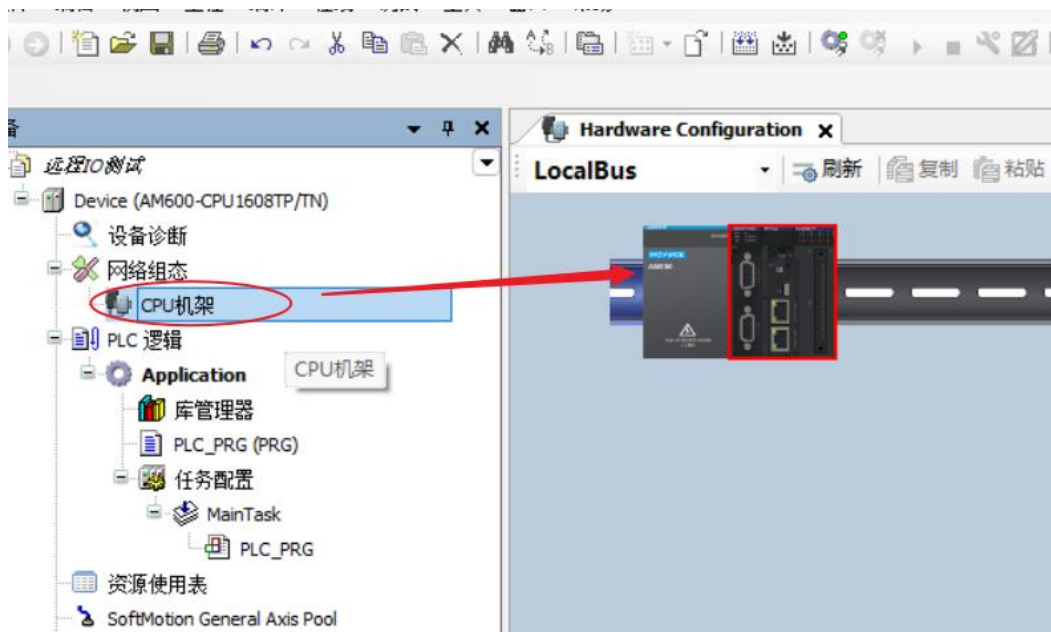 Hardware Configuration
远程IO测试
LocalBus
刷新
复制
粘贴
Device (AM600-CPU1608TP/TN)
设备诊断
网络组态
CPU机架
PLC 逻辑
CPU机架
Application
库管理器
PLC_PRG (PRG)
任务配置
MainTask
PLC_PRG
资源使用表
SoftMotion General Axis Pool